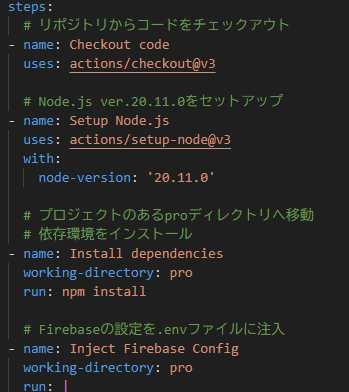 steps:
# リポジトリからコードをチェックアウト
- name: Checkout code
uses: actions/checkout@v3
# Node.js ver.20.11.0をセットアップ
- name: Setup Node.js
uses: actions/setup-node@v3
with:
node-version: '20.11.0'
# プロジェクトのあるproディレクトリへ移動
# 依存環境をインストール
- name: Install dependencies
working-directory: pro
run: npm install
# Firebaseの設定を.envファイルに注入
- name: Inject Firebase Config
working-directory: pro
run: |